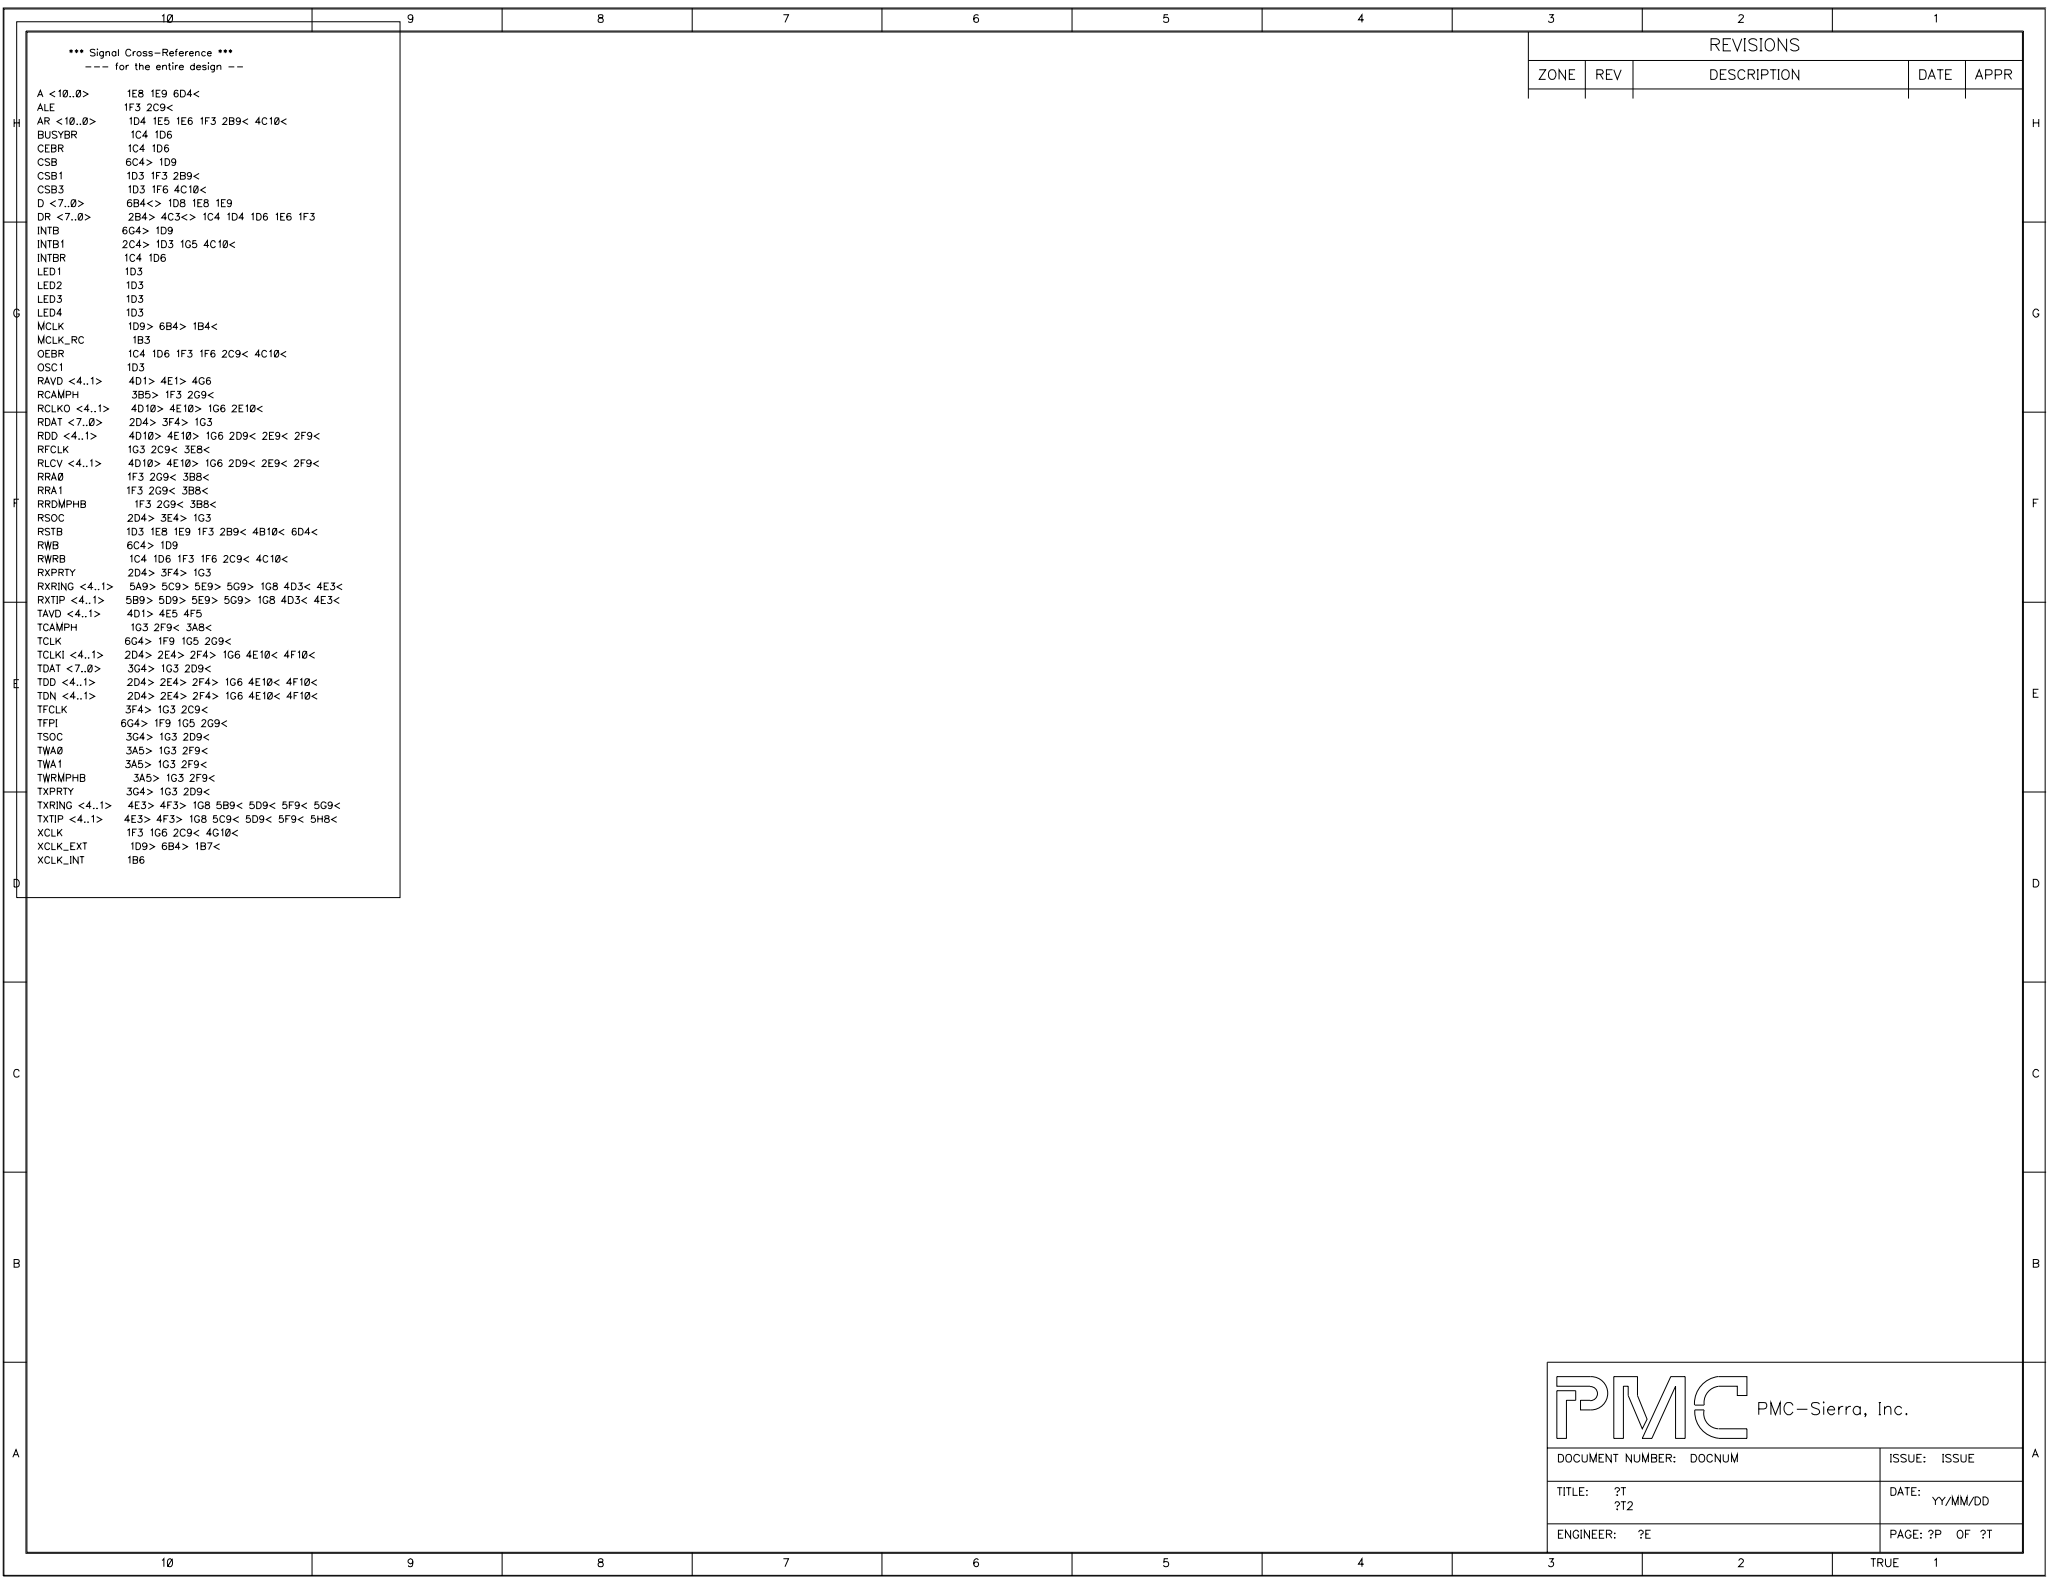 10 9 8 7 6 5 4 3 2 1
*** Signal Cross-Reference ***
--- for the entire design --
A <10..0> 1E8 1E9 6D4<
ALE 1F3 2C9<
AR <10..0> 1D4 1E5 1E6 1F3 2B9< 4C10<
BUSYBR 1C4 1D6
CEBR 1C4 1D6
CSB 6C4> 1D9
CSB1 1D3 1F3 2B9<
CSB3 1D3 1F6 4C10<
D <7..0> 6B4<> 1D8 1E8 1E9
DR <7..0> 2B4> 4C3<> 1C4 1D4 1D6 1E6 1F3
INTB 6G4> 1D9
INTB1 2C4> 1D3 1G5 4C10<
INTBR 1C4 1D6
LED1 1D3
LED2 1D3
LED3 1D3
LED4 1D3
MCLK 1D9> 6B4> 1B4<
MCLK_RC 1B3
OEBR 1C4 1D6 1F3 1F6 2C9< 4C10<
OSC1 1D3
RAVD <4..1> 4D1> 4E1> 4G6
RCAMPH 3B5> 1F3 2G9<
RCLKO <4..1> 4D10> 4E10> 1G6 2E10<
RDAT <7..0> 2D4> 3F4> 1G3
RDD <4..1> 4D10> 4E10> 1G6 2D9< 2E9< 2F9<
RFCLK 1G3 2C9< 3E8<
RLCV <4..1> 4D10> 4E10> 1G6 2D9< 2E9< 2F9<
RRA0 1F3 2G9< 3B8<
RRA1 1F3 2G9< 3B8<
RRDMPHB 1F3 2G9< 3B8<
RSOC 2D4> 3E4> 1G3
RSTB 1D3 1E8 1E9 1F3 2B9< 4B10< 6D4<
RWB 6C4> 1D9
RWRB 1C4 1D6 1F3 1F6 2C9< 4C10<
RXPRTY 2D4> 3F4> 1G3
RXRING <4..1> 5A9> 5C9> 5E9> 5G9> 1G8 4D3< 4E3<
RXTIP <4..1> 5B9> 5D9> 5E9> 5G9> 1G8 4D3< 4E3<
TAVD <4..1> 4D1> 4E5 4F5
TCAMPH 1G3 2F9< 3A8<
TCLK 6G4> 1F9 1G5 2G9<
TCLKI <4..1> 2D4> 2E4> 2F4> 1G6 4E10< 4F10<
TDAT <7..0> 3G4> 1G3 2D9<
TDD <4..1> 2D4> 2E4> 2F4> 1G6 4E10< 4F10<
TDN <4..1> 2D4> 2E4> 2F4> 1G6 4E10< 4F10<
TFCLK 3F4> 1G3 2C9<
TFPI 6G4> 1F9 1G5 2G9<
TSOC 3G4> 1G3 2D9<
TWA0 3A5> 1G3 2F9<
TWA1 3A5> 1G3 2F9<
TWRMPHB 3A5> 1G3 2F9<
TXPRTY 3G4> 1G3 2D9<
TXRING <4..1> 4E3> 4F3> 1G8 5B9< 5D9< 5F9< 5G9<
TXTIP <4..1> 4E3> 4F3> 1G8 5C9< 5D9< 5F9< 5H8<
XCLK 1F3 1G6 2C9< 4G10<
XCLK_EXT 1D9> 6B4> 1B7<
XCLK_INT 1B6
REVISIONS
ZONE REV DESCRIPTION DATE APPR
H H
G G
F F
E E
D D
C C
B B
A A
PMC PMC-Sierra, Inc.
DOCUMENT NUMBER: DOCNUM ISSUE: ISSUE
TITLE: ?T DATE: YY/MM/DD
?T2
ENGINEER: ?E PAGE: ?P OF ?T
10 9 8 7 6 5 4 3 2 TRUE 1